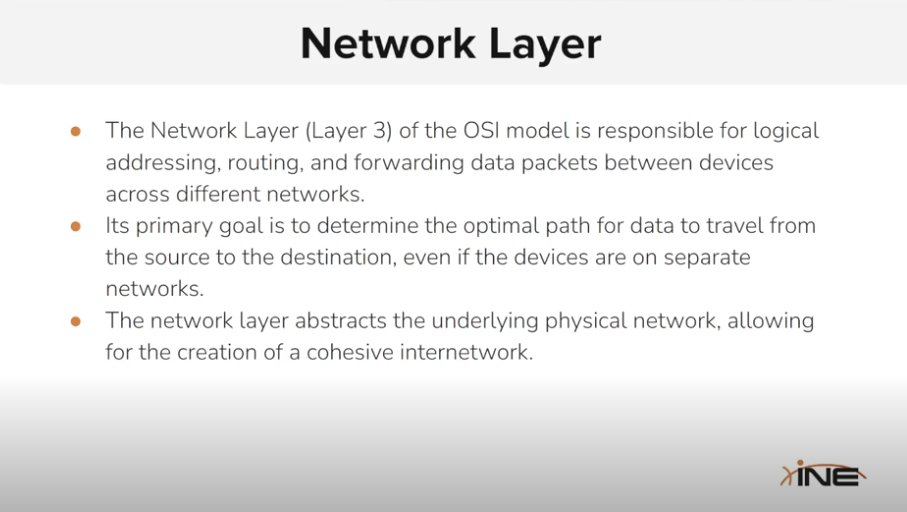 Network Layer
● The Network Layer (Layer 3) of the OSI model is responsible for logical
addressing, routing, and forwarding data packets between devices
across different networks.
● Its primary goal is to determine the optimal path for data to travel from
the source to the destination, even if the devices are on separate
networks.
● The network layer abstracts the underlying physical network, allowing
for the creation of a cohesive internetwork.
INE